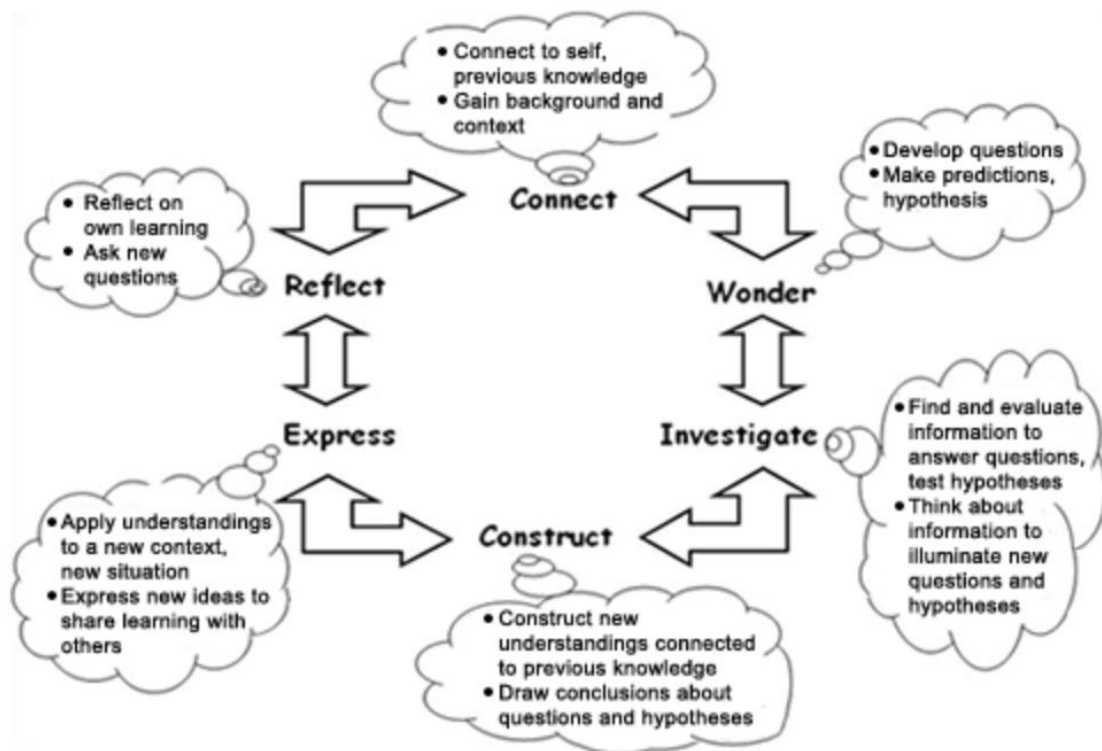 • Connect to self,
previous knowledge
• Gain background and
context
Connect
• Develop questions
• Make predictions,
hypothesis
Wonder
• Find and evaluate
information to
answer questions,
test hypotheses
• Think about
information to
illuminate new
questions and
hypotheses
Investigate
• Construct new
understandings connected
to previous knowledge
• Draw conclusions about
questions and hypotheses
Construct
• Apply understandings
to a new context,
new situation
• Express new ideas to
share learning with
others
Express
• Reflect on
own learning
• Ask new
questions
Reflect